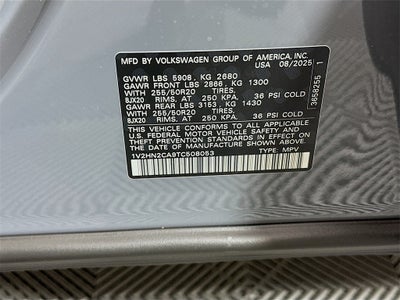 MFD. BY VOLKSWAGEN GROUP OF AMERICA, INC.
USA 08/2025
GVWR LBS 5908, KG 2680
GAWR FRONT LBS 2866, KG 1300
WITH 255/50R20 TIRES,
8JX20 RIMS, AT 250 KPA, 36 PSI COLD
GAWR REAR LBS 3153, KG 1430
WITH 255/50R20 TIRES,
8JX20 RIMS, AT 250 KPA, 36 PSI COLD
THIS VEHICLE CONFORMS TO ALL APPLICABLE
U.S. FEDERAL MOTOR VEHICLE SAFETY AND
THEFT PREVENTION STANDARDS IN EFFECT ON
THE DATE OF MANUFACTURE SHOWN ABOVE.
1V2HN2CA9TC508053 TYPE: MPV
3658255 1